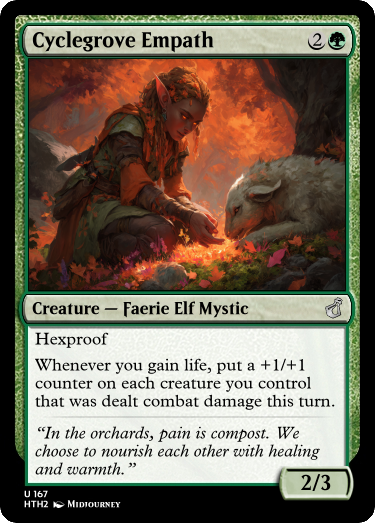 Cyclegrove Empath 2
Creature — Faerie Elf Mystic
Hexproof
Whenever you gain life, put a +1/+1
counter on each creature you control
that was dealt combat damage this turn.
“In the orchards, pain is compost. We
choose to nourish each other with healing
and warmth.”
2/3
U 167
HTH2 Midjourney